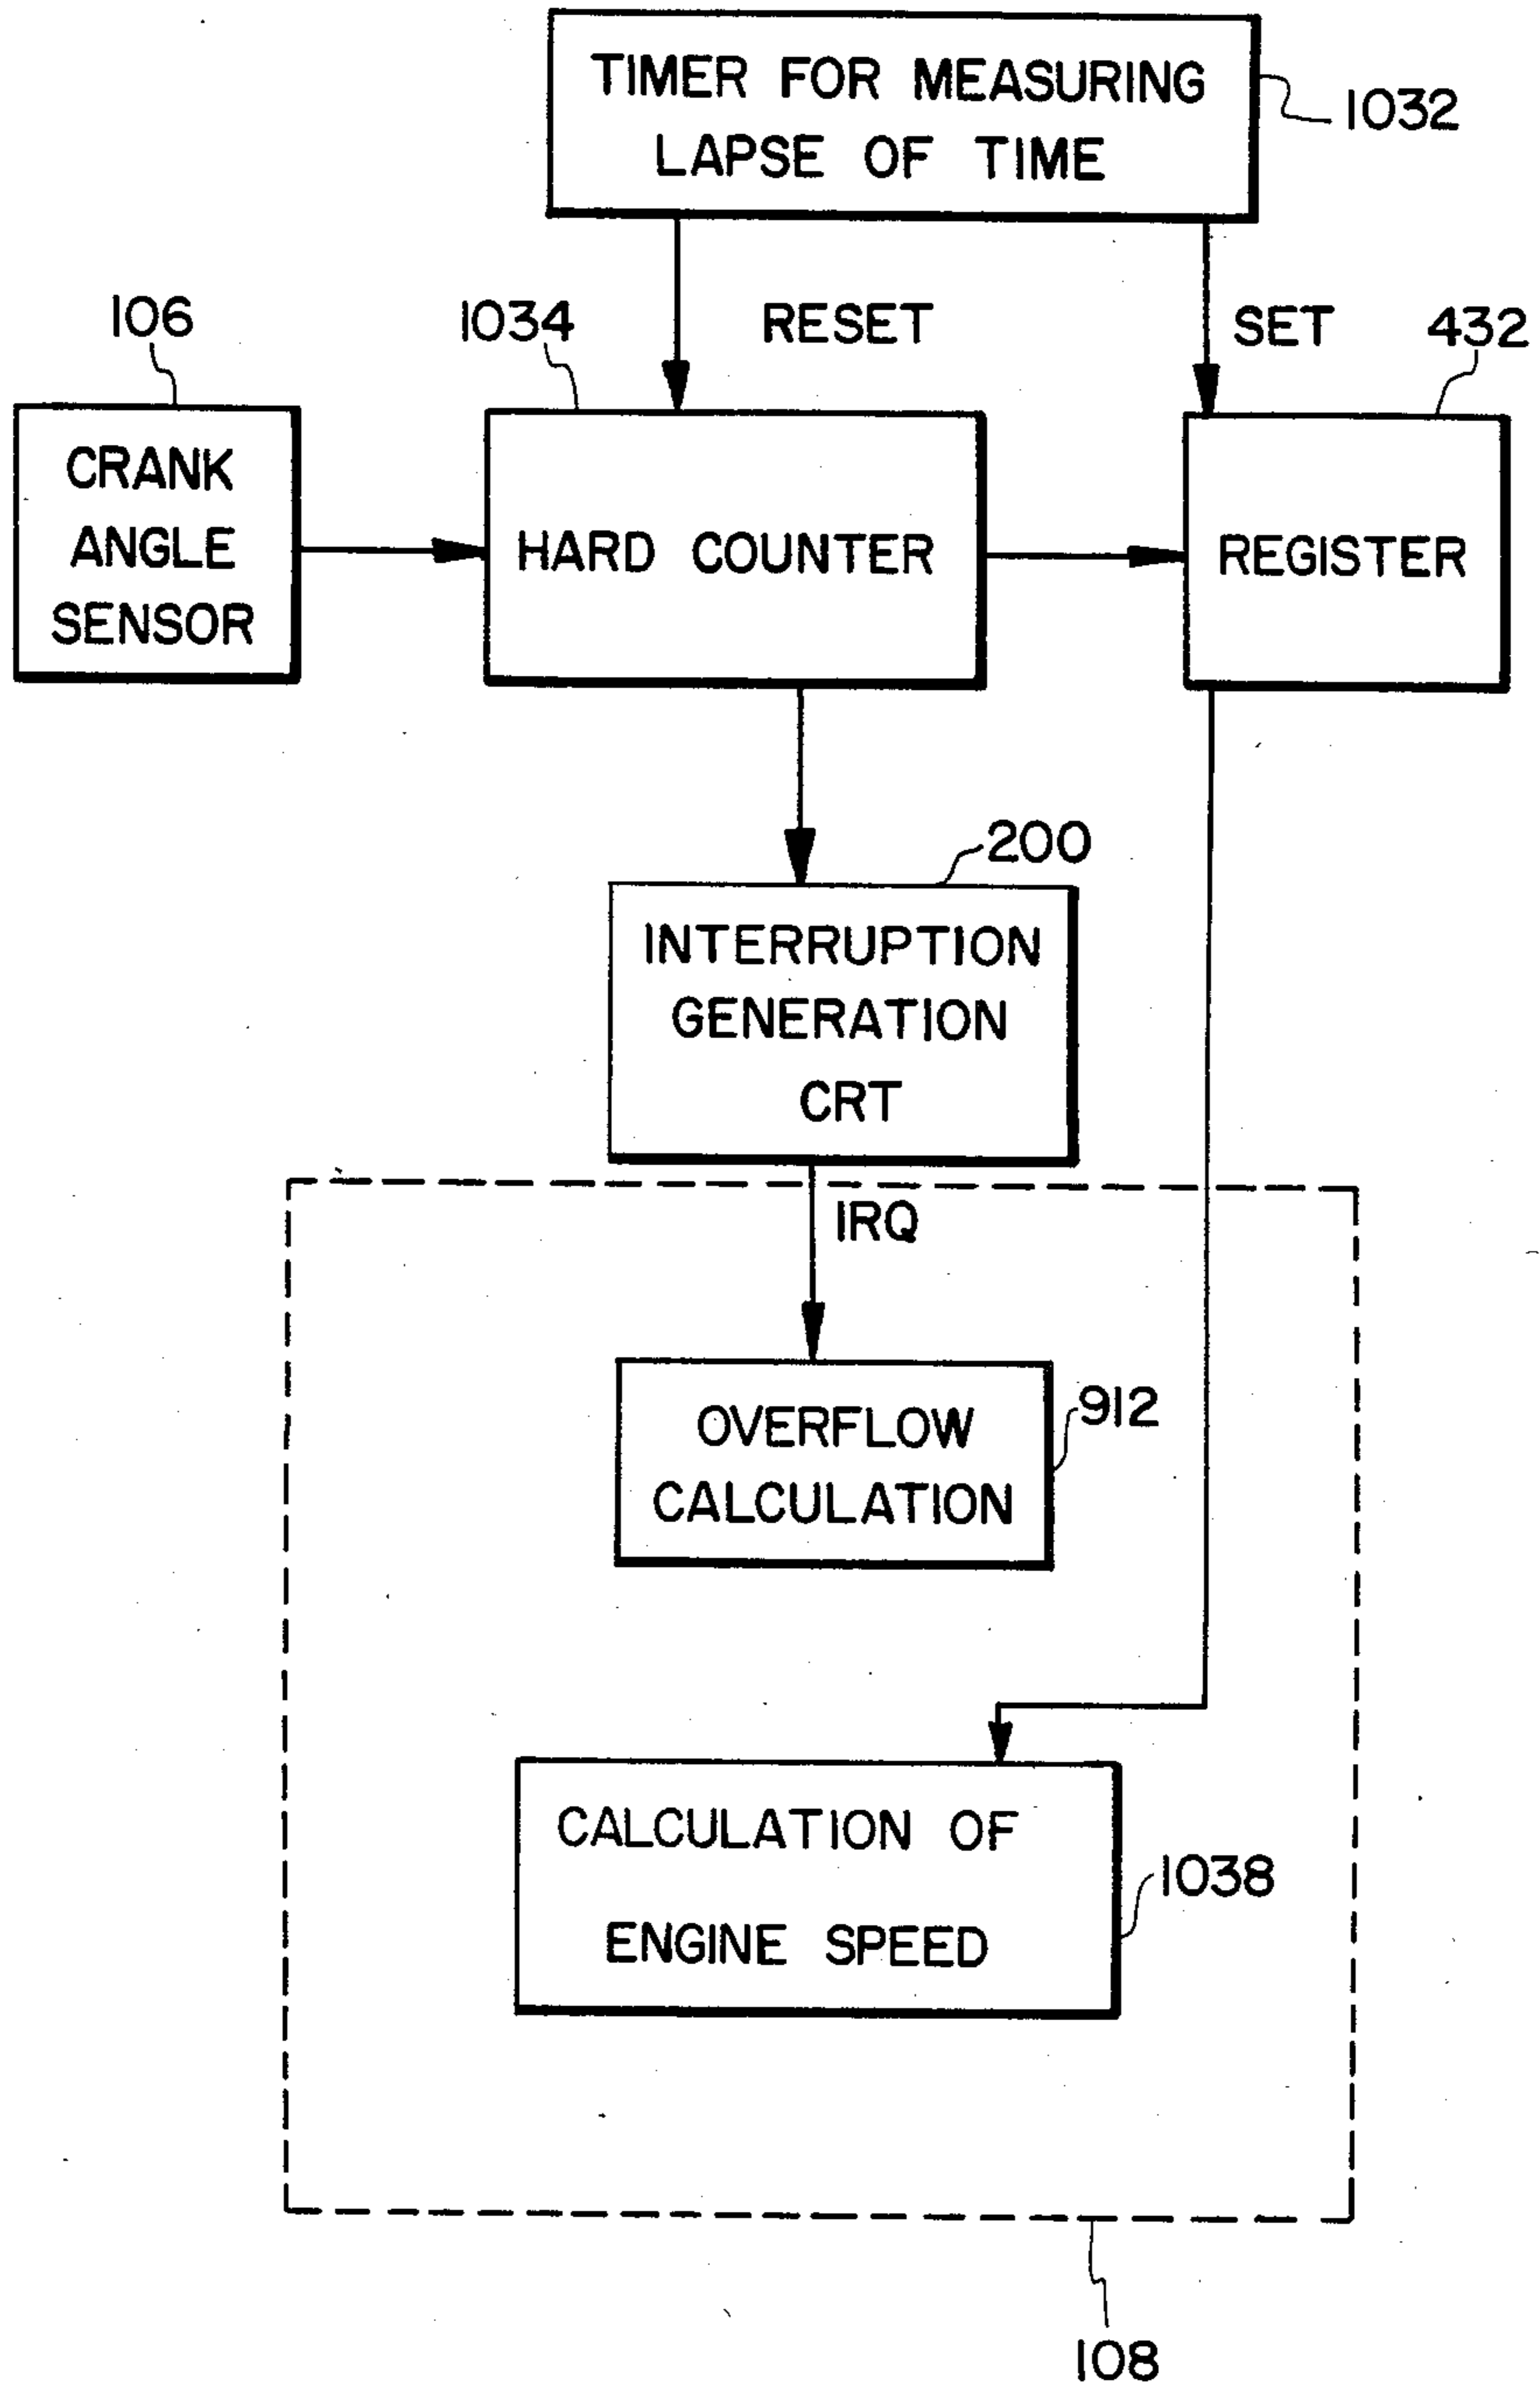 TIMER FOR MEASURING
LAPSE OF TIME
1032
RESET
SET
106
1034
432
CRANK
ANGLE
SENSOR
HARD COUNTER
REGISTER
200
INTERRUPTION
GENERATION
CRT
IRQ
OVERFLOW
CALCULATION
912
CALCULATION OF
ENGINE SPEED
1038
108